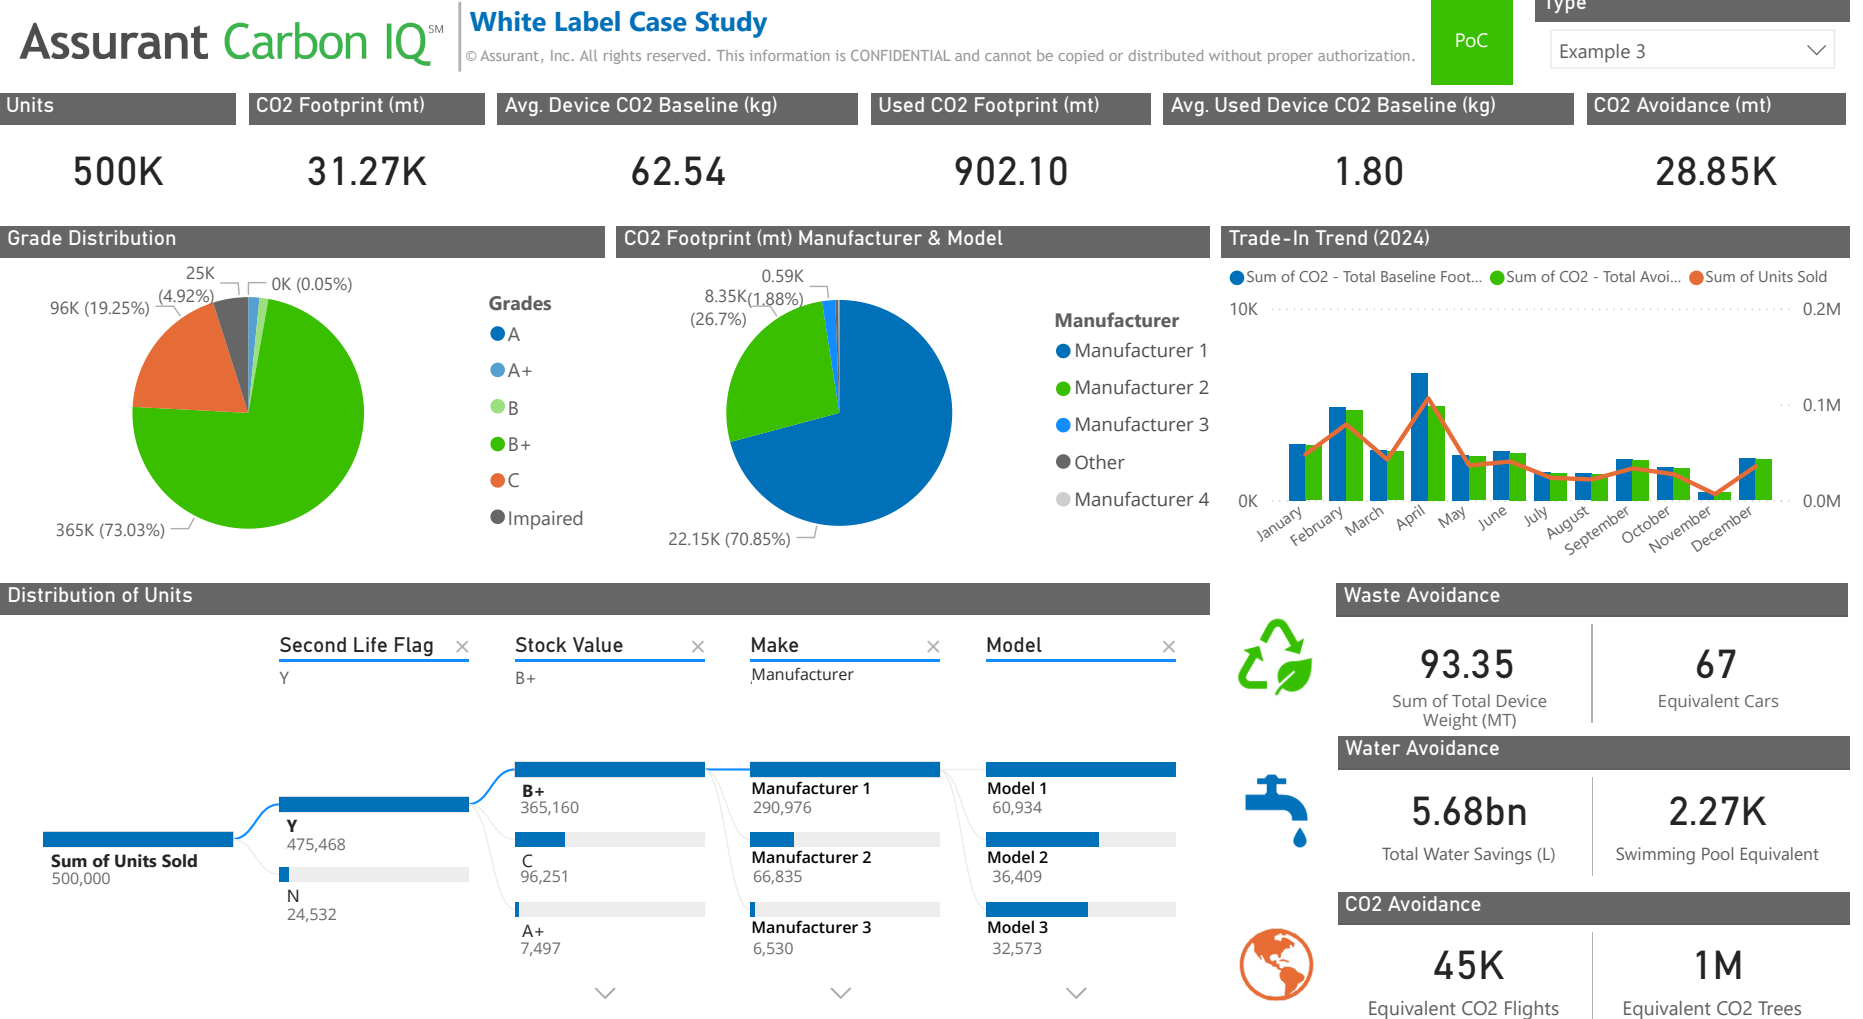 Assurant Carbon IQ SM
White Label Case Study
© Assurant, Inc. All rights reserved. This information is CONFIDENTIAL and cannot be copied or distributed without proper authorization.
PoC
Type
Example 3
Units
CO2 Footprint (mt)
Avg. Device CO2 Baseline (kg)
Used CO2 Footprint (mt)
Avg. Used Device CO2 Baseline (kg)
CO2 Avoidance (mt)
500K
31.27K
62.54
902.10
1.80
28.85K
Grade Distribution
25K
(4.92%)
0K (0.05%)
96K (19.25%)
365K (73.03%)
Grades
A
A+
B
B+
C
Impaired
CO2 Footprint (mt) Manufacturer & Model
0.59K
(1.88%)
8.35K
(26.7%)
22.15K (70.85%)
Manufacturer
Manufacturer 1
Manufacturer 2
Manufacturer 3
Other
Manufacturer 4
Trade-In Trend (2024)
Sum of CO2 - Total Baseline Foot...
Sum of CO2 - Total Avoi...
Sum of Units Sold
10K
0K
0.2M
0.1M
0.0M
January
February
March
April
May
June
July
August
September
October
November
December
Distribution of Units
Second Life Flag
Y
Stock Value
B+
Make
Manufacturer
Model
Sum of Units Sold
500,000
Y
475,468
N
24,532
B+
365,160
C
96,251
A+
7,497
Manufacturer 1
290,976
Manufacturer 2
66,835
Manufacturer 3
6,530
Model 1
60,934
Model 2
36,409
Model 3
32,573
Waste Avoidance
93.35
Sum of Total Device
Weight (MT)
67
Equivalent Cars
Water Avoidance
5.68bn
Total Water Savings (L)
2.27K
Swimming Pool Equivalent
CO2 Avoidance
45K
Equivalent CO2 Flights
1M
Equivalent CO2 Trees